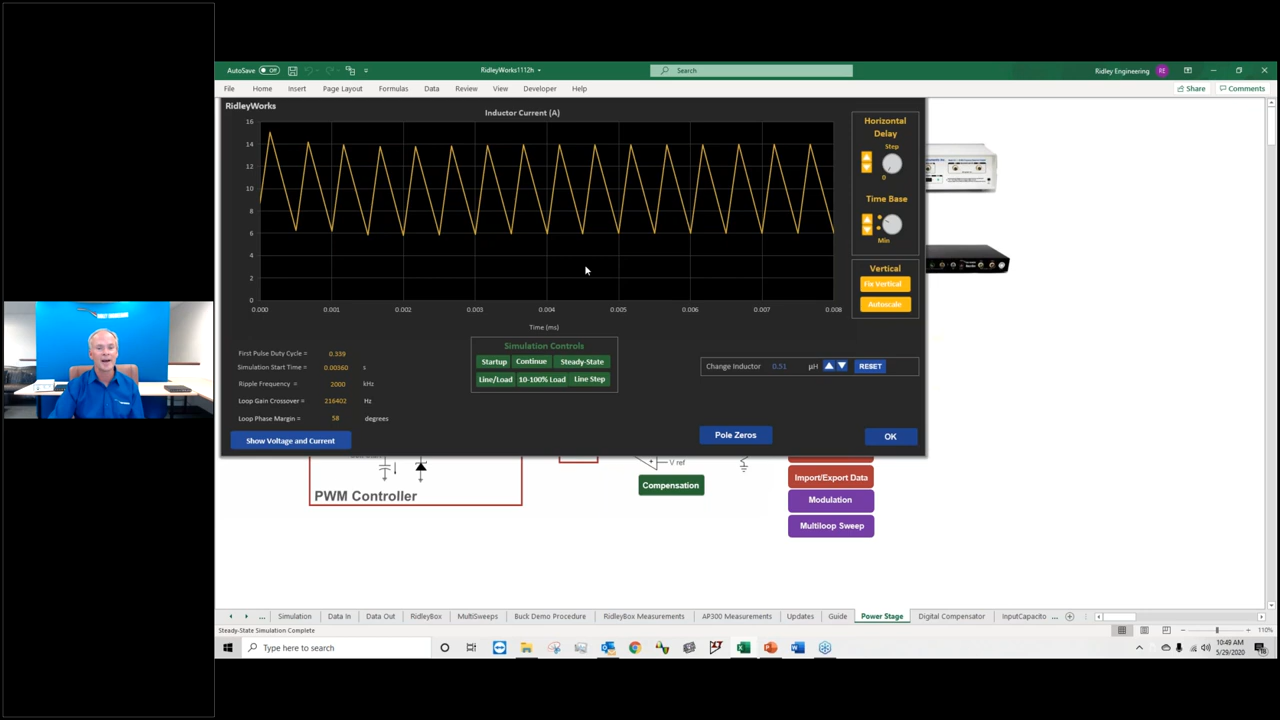 AutoSave Off RidleyWorks1112h Search Ridley Engineering RE
File Home Insert Page Layout Formulas Data Review View Developer Help Share Comments
RidleyWorks
Inductor Current (A)
16
14
12
10
8
6
4
2
0
0.000 0.001 0.002 0.003 0.004 0.005 0.006 0.007 0.008
Time (ms)
Horizontal
Delay
Step
0
Time Base
Min
Vertical
Fix Vertical
Autoscale
First Pulse Duty Cycle = 0.339
Simulation Start Time = 0.00360 s
Ripple Frequency = 2000 kHz
Loop Gain Crossover = 216402 Hz
Loop Phase Margin = 58 degrees
Show Voltage and Current
Simulation Controls
Startup Continue Steady-State
Line/Load 10-100% Load Line Step
Change Inductor 0.51 µH RESET
Pole Zeros
OK
PWM Controller
V ref
Compensation
Import/Export Data
Modulation
Multiloop Sweep
... Simulation Data In Data Out RidleyBox MultiSweeps Buck Demo Procedure RidleyBox Measurements AP300 Measurements Updates Guide Power Stage Digital Compensator InputCapacito ...
Steady-State Simulation Complete
110%
Type here to search
10:49 AM
5/29/2020